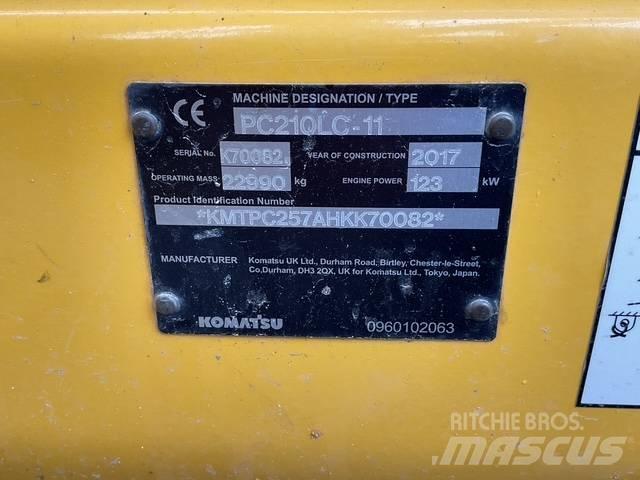 CE MACHINE DESIGNATION / TYPE
PC210LC-11
SERIAL No. K70082 YEAR OF CONSTRUCTION 2017
OPERATING MASS 22990 kg ENGINE POWER 123 kW
Product Identification Number
*KMTPC257AHKK70082*
MANUFACTURER Komatsu UK Ltd., Durham Road, Birtley, Chester-le-Street,
Co,Durham, DH3 2QX, UK for Komatsu Ltd., Tokyo, Japan.
KOMATSU 0960102063
RITCHIE BROS.
MASCUS